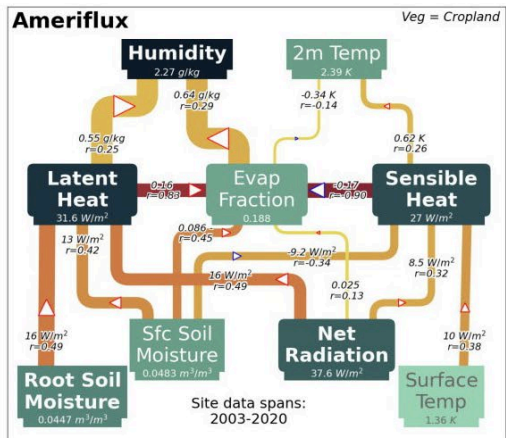 Ameriflux
Veg = Cropland
Humidity
2.27 g/kg
2m Temp
2.39 K
0.64 g/kg
r=0.29
-0.34 K
r=-0.14
0.55 g/kg
r=0.25
0.62 K
r=0.26
Latent
Heat
31.6 W/m²
0.16
r=0.83
Evap
Fraction
0.188
-0.17
r=-0.90
Sensible
Heat
27 W/m²
13 W/m²
r=0.42
0.086 -
r=0.45
-9.2 W/m²
r=-0.34
8.5 W/m²
r=0.32
16 W/m²
r=0.49
0.025
r=0.13
16 W/m²
r=0.49
Sfc Soil
Moisture
0.0483 m³/m³
Net
Radiation
37.6 W/m²
10 W/m²
r=0.38
Root Soil
Moisture
0.0447 m³/m³
Site data spans:
2003-2020
Surface
Temp
1.36 K